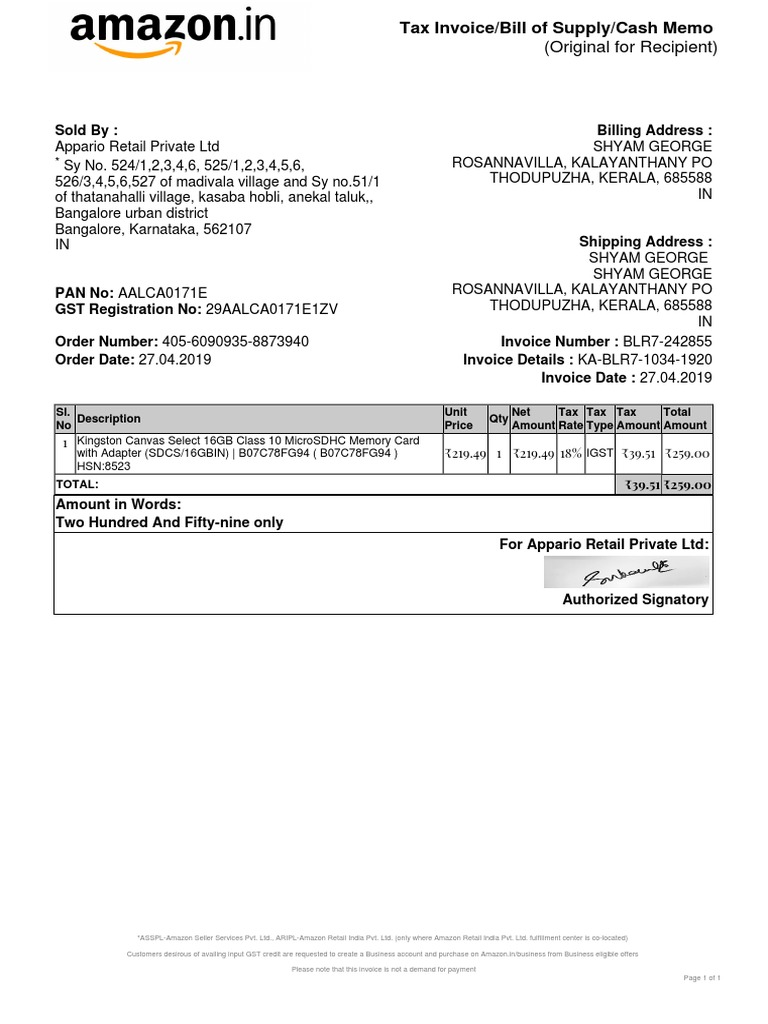 amazon.in
Tax Invoice/Bill of Supply/Cash Memo
(Original for Recipient)
Sold By :
Appario Retail Private Ltd
* Sy No. 524/1,2,3,4,6, 525/1,2,3,4,5,6,
526/3,4,5,6,527 of madivala village and Sy no.51/1
of thatanahalli village, kasaba hobli, anekal taluk,,
Bangalore urban district
Bangalore, Karnataka, 562107
IN
Billing Address :
SHYAM GEORGE
ROSANNAVILLA, KALAYANTHANY PO
THODUPUZHA, KERALA, 685588
IN
Shipping Address :
SHYAM GEORGE
SHYAM GEORGE
ROSANNAVILLA, KALAYANTHANY PO
THODUPUZHA, KERALA, 685588
IN
PAN No: AALCA0171E
GST Registration No: 29AALCA0171E1ZV
Order Number: 405-6090935-8873940
Order Date: 27.04.2019
Invoice Number : BLR7-242855
Invoice Details : KA-BLR7-1034-1920
Invoice Date : 27.04.2019
Sl. No Description Unit Price Qty Net Amount Tax Rate Tax Type Tax Amount Total Amount
1 Kingston Canvas Select 16GB Class 10 MicroSDHC Memory Card
with Adapter (SDCS/16GBIN) | B07C78FG94 ( B07C78FG94 ) ₹219.49 1 ₹219.49 18% IGST ₹39.51 ₹259.00
HSN:8523
TOTAL: ₹39.51 ₹259.00
Amount in Words:
Two Hundred And Fifty-nine only
For Appario Retail Private Ltd:
Authorized Signatory
*ASSPL-Amazon Seller Services Pvt. Ltd., ARIPL-Amazon Retail India Pvt. Ltd. (only where Amazon Retail India Pvt. Ltd. fulfillment center is co-located)
Customers desirous of availing input GST credit are requested to create a Business account and purchase on Amazon.in/business from Business eligible offers
Please note that this invoice is not a demand for payment
Page 1 of 1